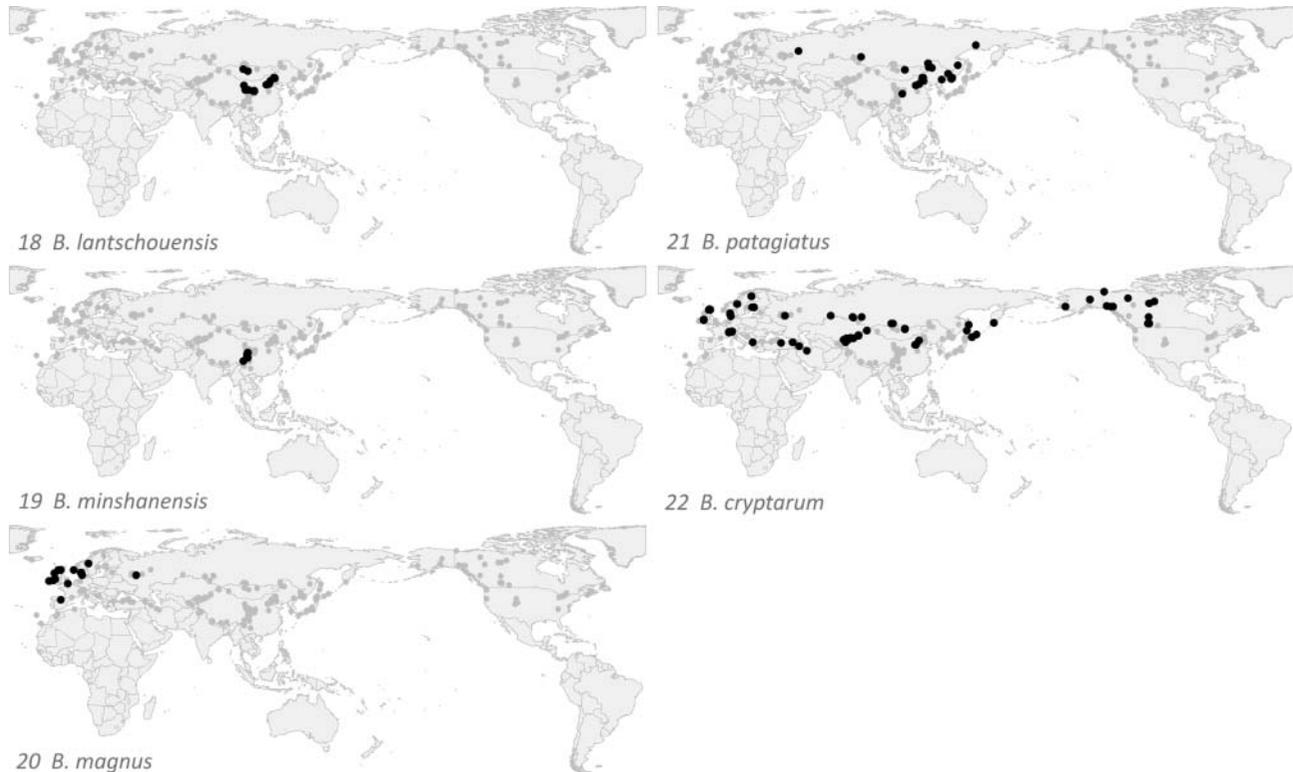 18 B. lantschouensis
21 B. patagiatus
19 B. minshanensis
22 B. cryptarum
20 B. magnus